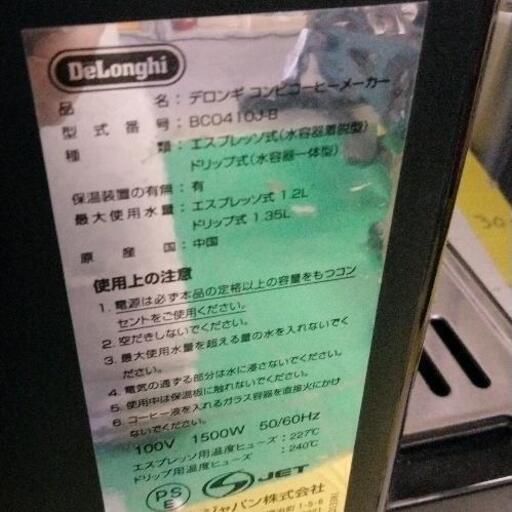 DeLonghi
品 名：デロンギ コンビコーヒーメーカー
型式番号：BCO410J-B
種 類：エスプレッソ式(水容器着脱型)
ドリップ式(水容器一体型)
保温装置の有無：有
最大使用水量：エスプレッソ式 1.2L
ドリップ式 1.35L
原 産 国：中国
使用上の注意
1. 電源は必ず本品の定格以上の容量をもつコン
セントをご使用ください。
2. 空だきしないでください。
3. 最大使用水量を超える量の水を入れないでく
ださい。
4. 電気の通ずる部分は水に浸さないでください。
5. 使用中は保温板に触れないでください。
6. コーヒー液を入れるガラス容器を直接火にかけ
ないでください。
100V 1500W 50/60Hz
エスプレッソ用温度ヒューズ：227℃
ドリップ用温度ヒューズ：240℃
PS
E
JET
ジャパン株式会社
1-5-6